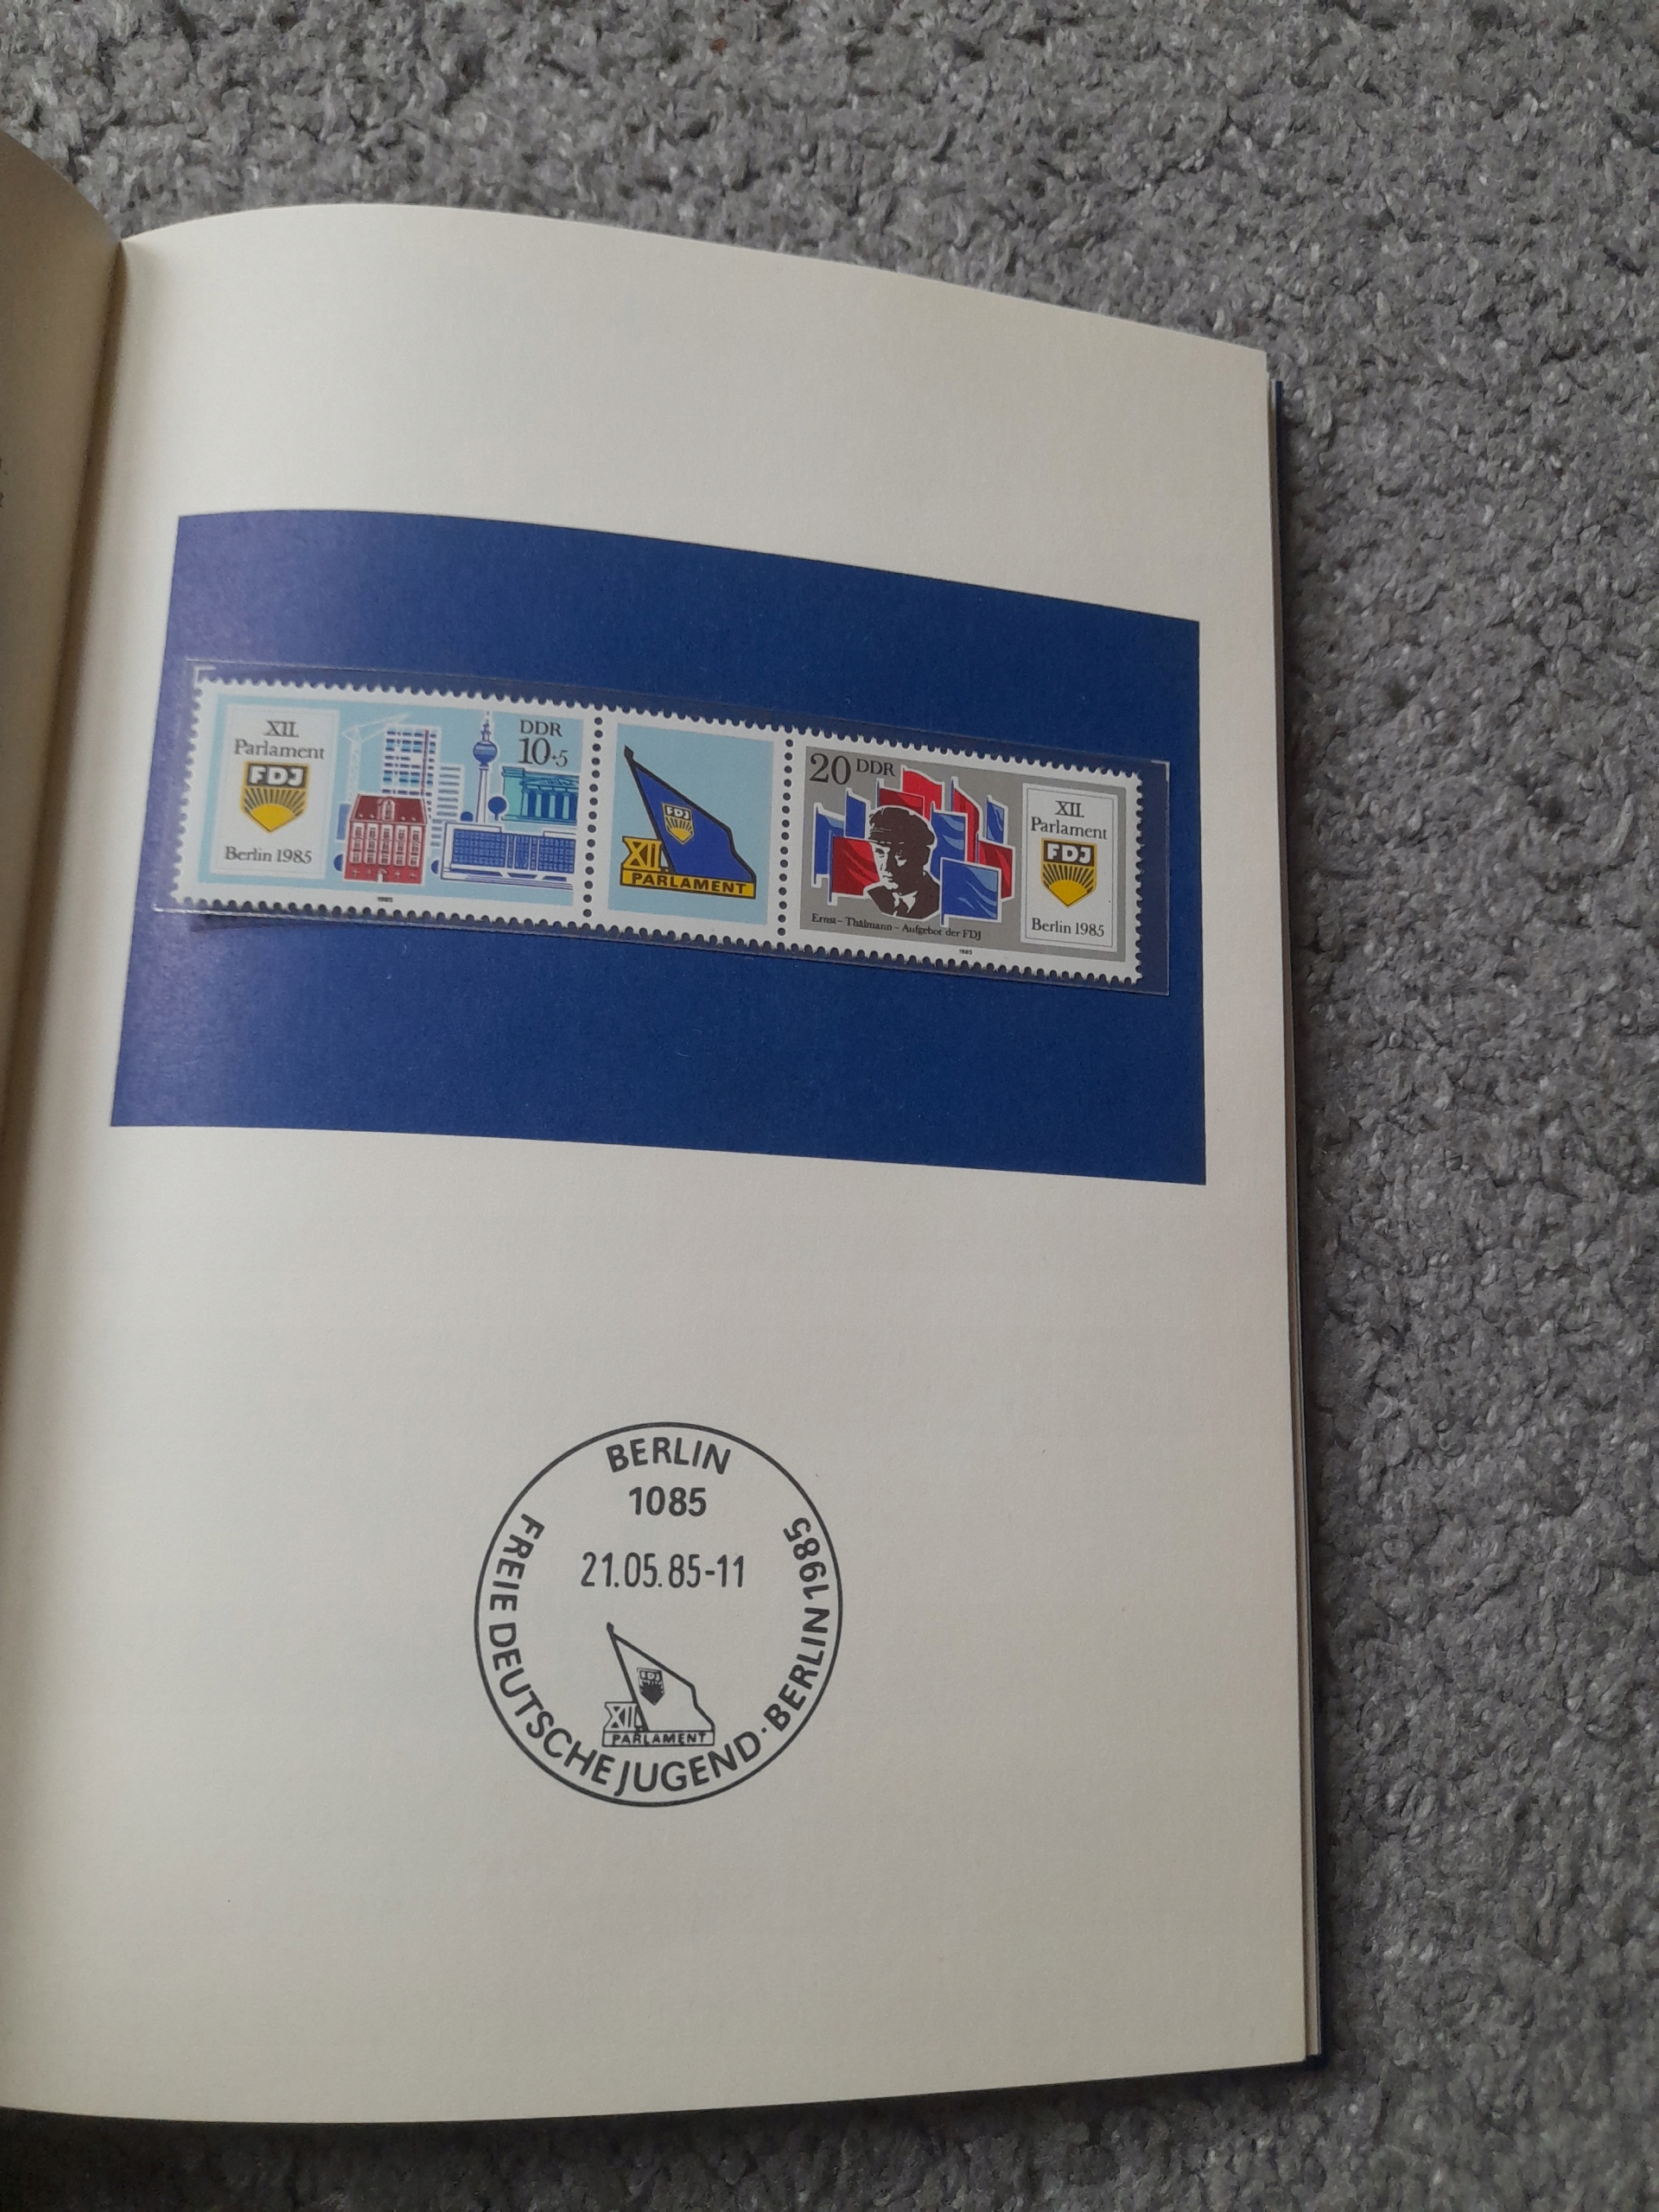 XII.
Parlament
FDJ
Berlin 1985
DDR
10+5
1985
FDJ
XII.
PARLAMENT
20 DDR
Ernst-Thälmann-Aufgebot der FDJ
1985
XII.
Parlament
FDJ
Berlin 1985
BERLIN
1085
21.05.85-11
FDJ
XII.
PARLAMENT
FREIE DEUTSCHE JUGEND · BERLIN 1985